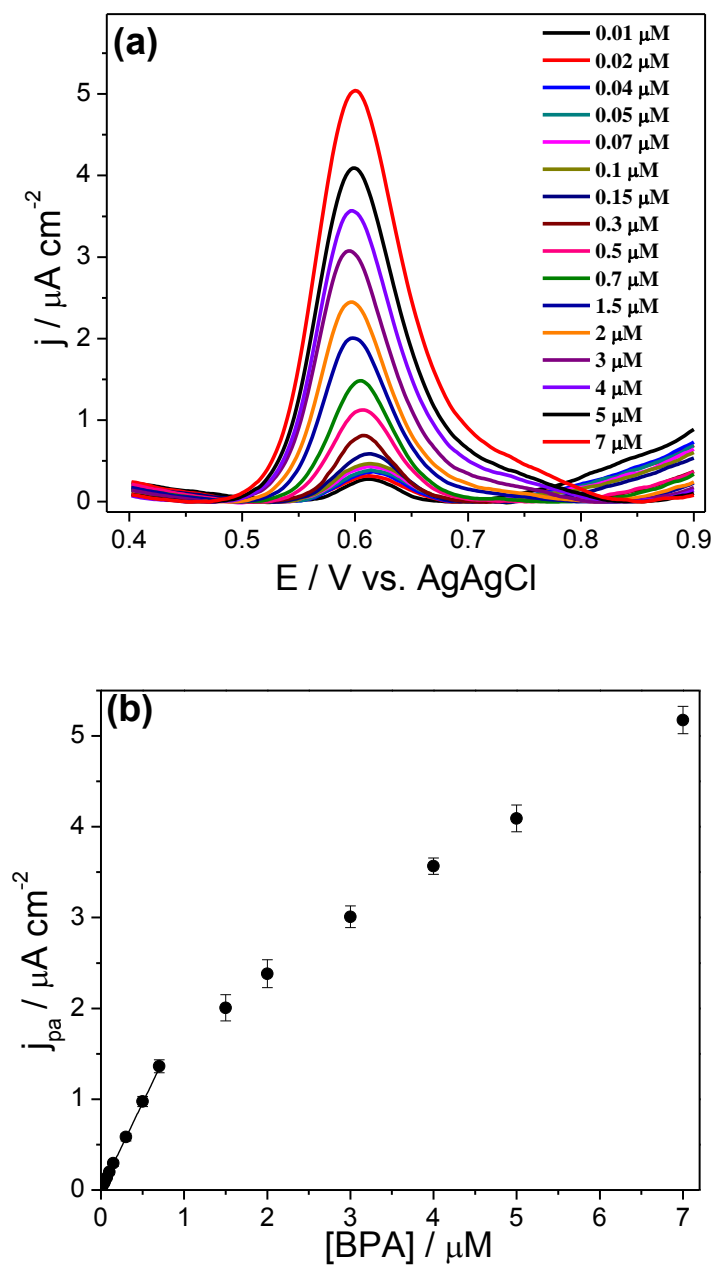 (a)
0.01 μM
0.02 μM
0.04 μM
0.05 μM
0.07 μM
0.1 μM
0.15 μM
0.3 μM
0.5 μM
0.7 μM
1.5 μM
2 μM
3 μM
4 μM
5 μM
7 μM
5
4
3
2
1
0
j / μA cm⁻²
0.4 0.5 0.6 0.7 0.8 0.9
E / V vs. AgAgCl
(b)
5
4
3
2
1
0
j_pa / μA cm⁻²
0 1 2 3 4 5 6 7
[BPA] / μM